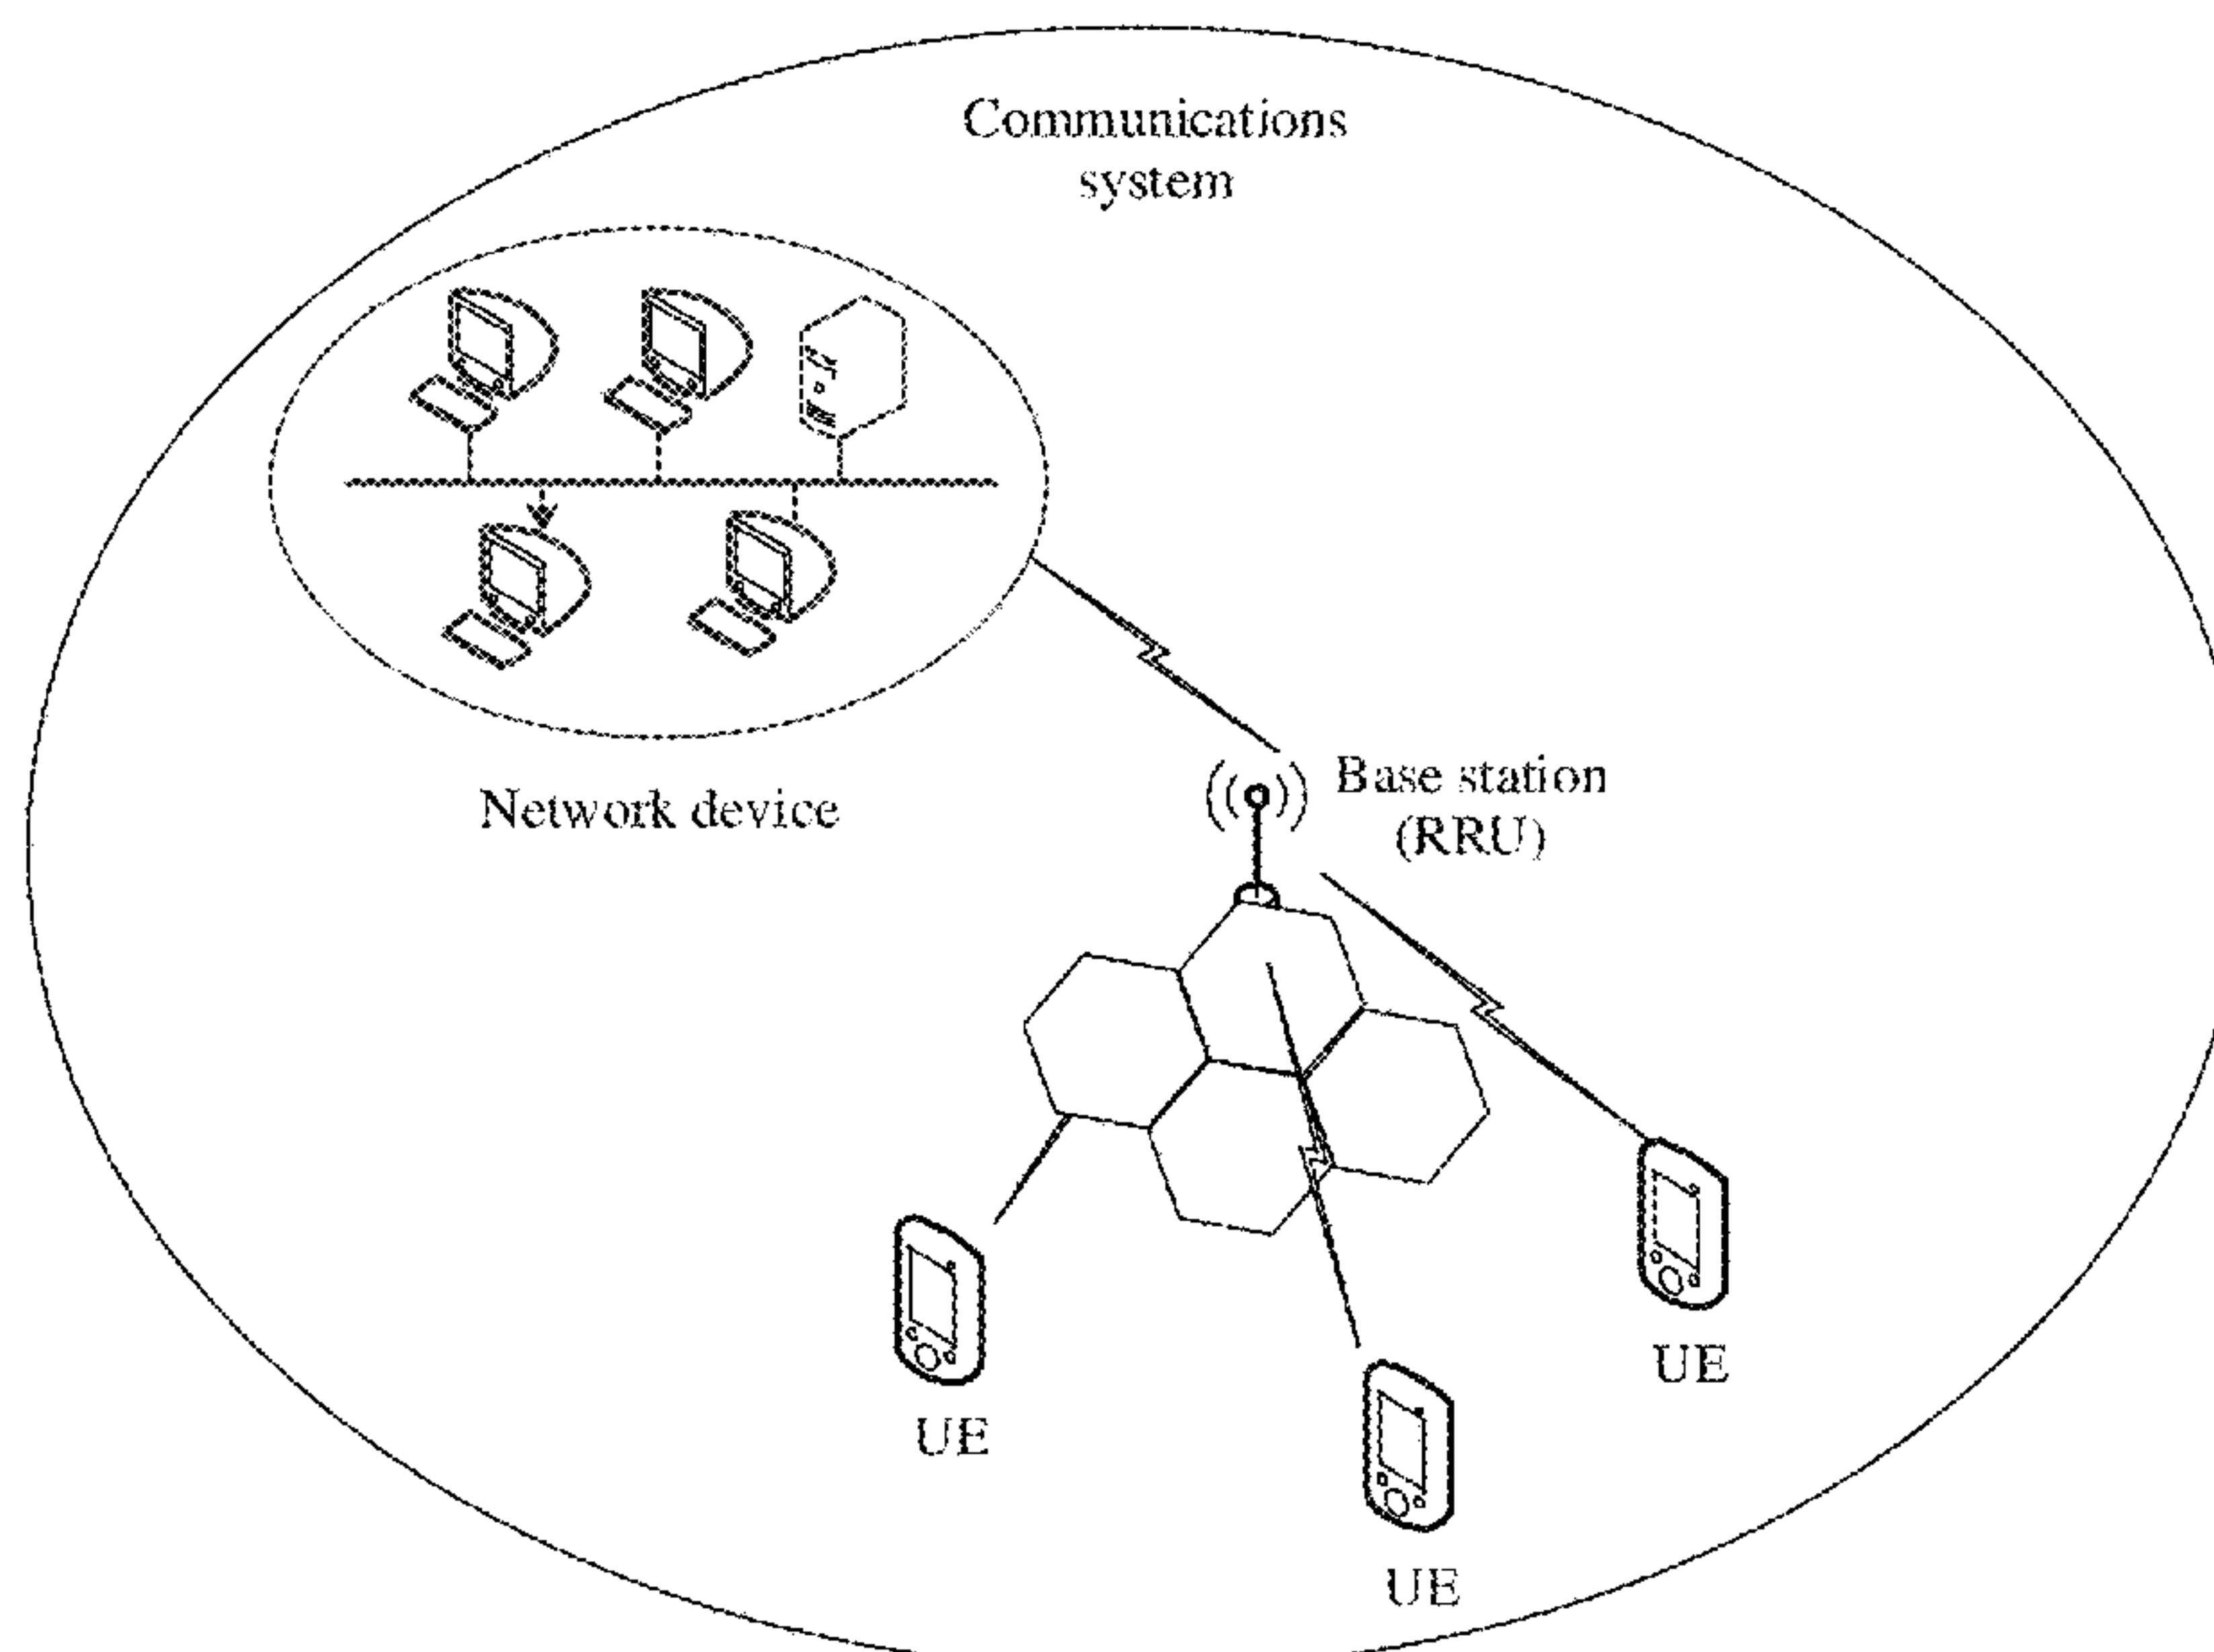 Communications
system
Network device
Base station
(RRU)
UE
UE
UE